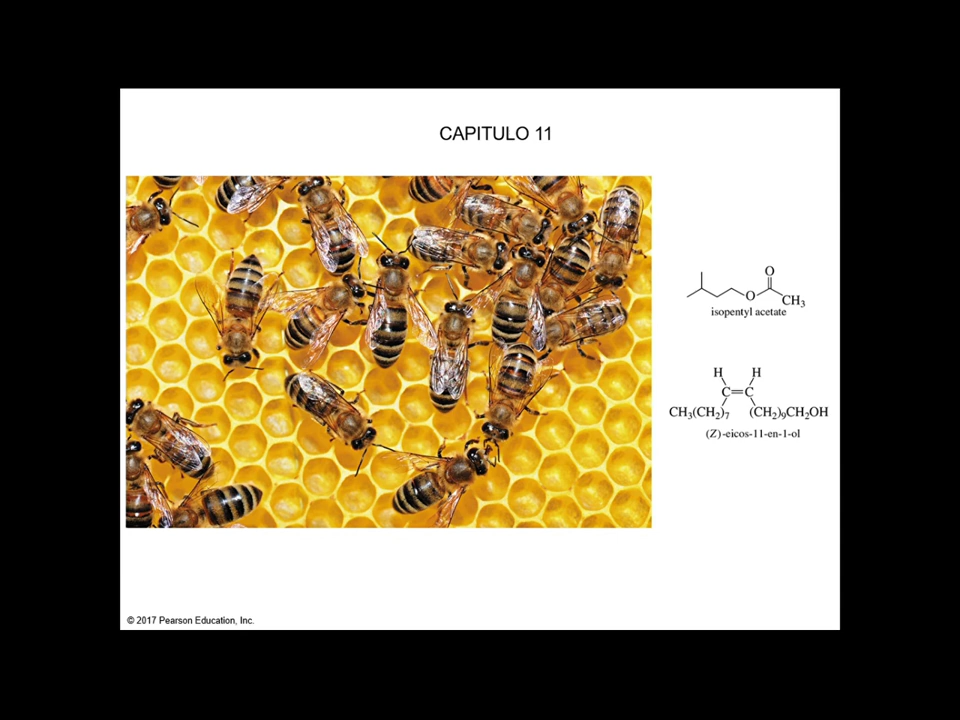 CAPITULO 11
O
O
CH₃
isopentyl acetate
H H
C=C
CH₃(CH₂)₇ (CH₂)₉CH₂OH
(Z)-eicos-11-en-1-ol
© 2017 Pearson Education, Inc.